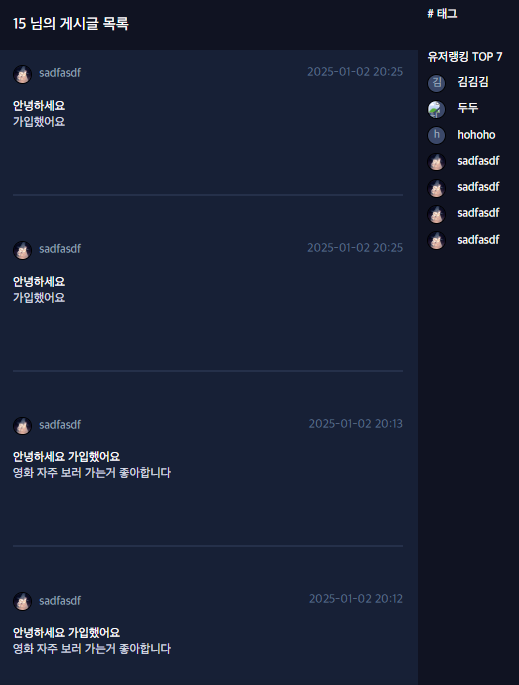 15 님의 게시글 목록
sadfasdf
2025-01-02 20:25
안녕하세요
가입했어요
sadfasdf
2025-01-02 20:25
안녕하세요
가입했어요
sadfasdf
2025-01-02 20:13
안녕하세요 가입했어요
영화 자주 보러 가는거 좋아합니다
sadfasdf
2025-01-02 20:12
안녕하세요 가입했어요
영화 자주 보러 가는거 좋아합니다
# 태그
유저랭킹 TOP 7
김 김김김
두두
h hohoho
sadfasdf
sadfasdf
sadfasdf
sadfasdf